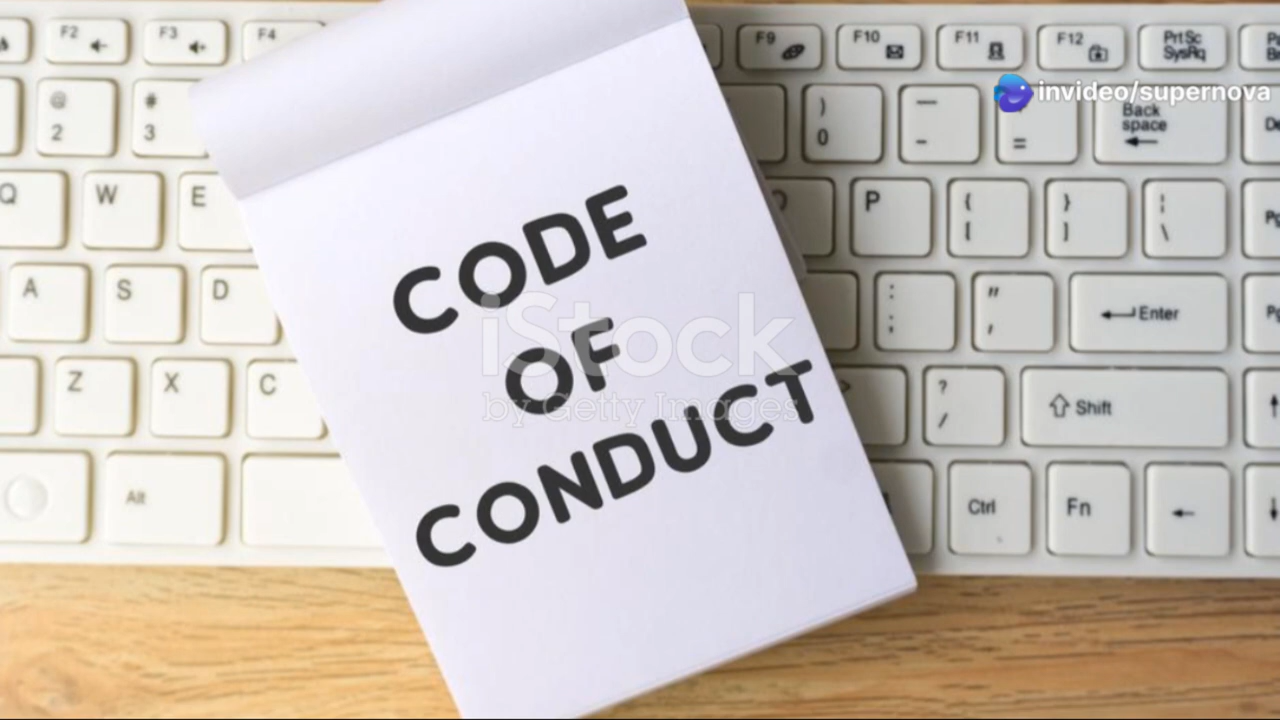 F2
F3
F4
F9
F10
F11
F12
PrtSc
SysRq
invideo/supernova
@
2
#
3
)
0
—
-
=
Back
space
Q
W
E
P
{
[
}
]
¦
\
CODE
OF
CONDUCT
iStock
by Getty Images
A
S
D
:
;
"
,
Enter
Z
X
C
?
/
Shift
Alt
Ctrl
Fn